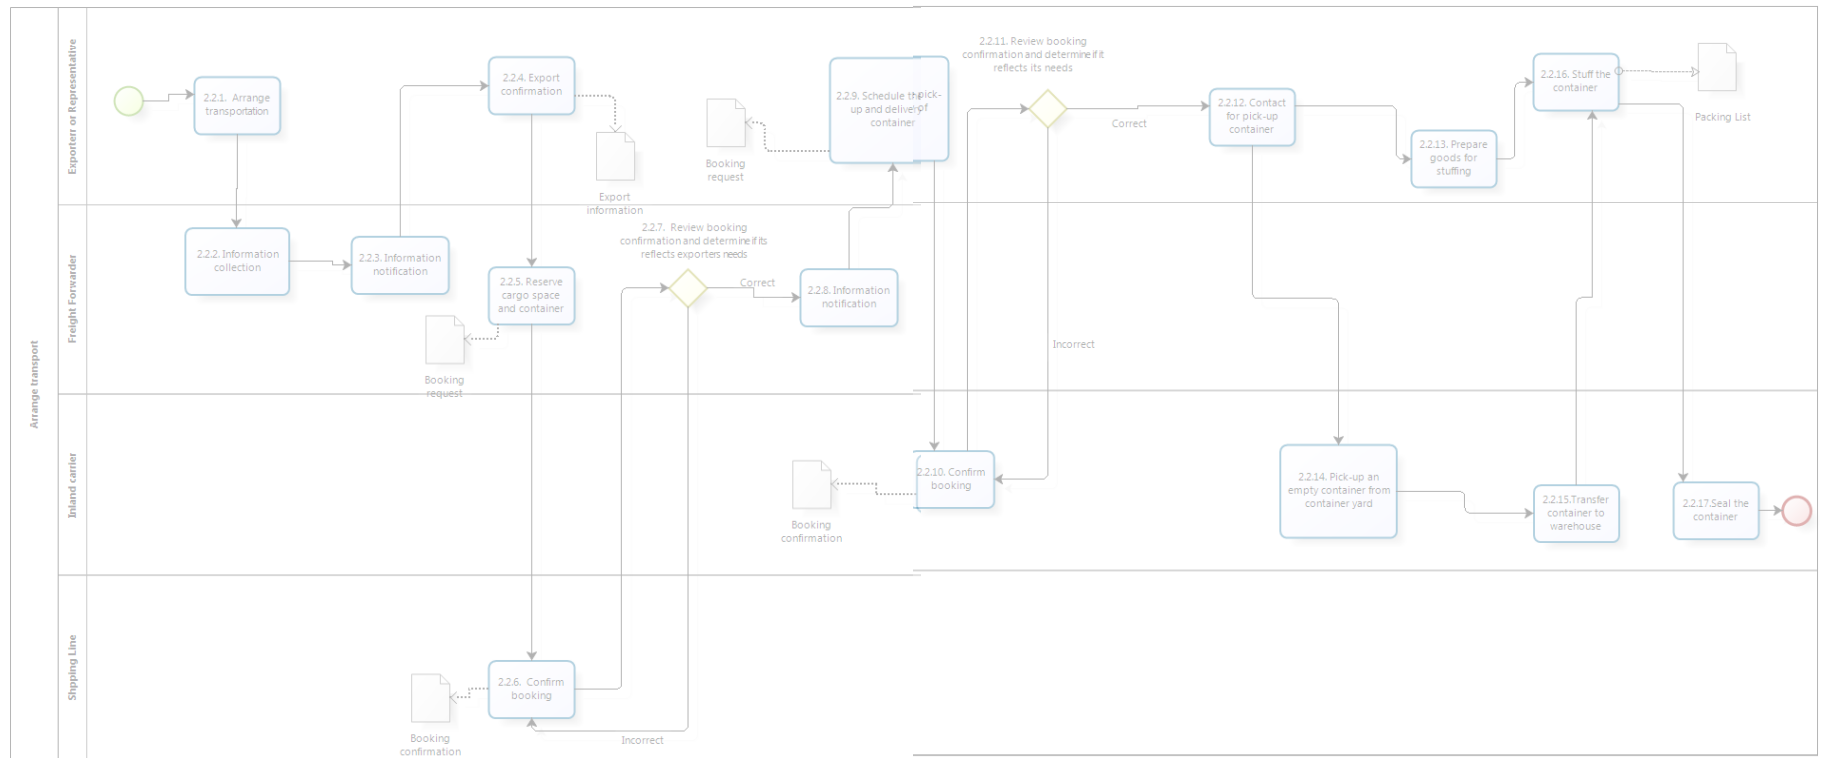 Arrange transport
Exporterr or Representative
Freight Forwarder
Inland carrier
Shpping Line
2.2.1. Arrange
transportation
2.2.2. Information
collection
2.2.3. Information
notification
2.2.4. Export
confirmation
Export
information
2.2.5. Reserve
cargo space
and container
Booking
request
2.2.6. Confirm
booking
Booking
confirmation
2.2.7. Review booking
confirmation and determine if its
reflects exporters needs
Correct
Incorrect
2.2.8. Information
notification
2.2.9. Schedule the pick-
up and delivery of
container
Booking
request
2.2.10. Confirm
booking
Booking
confirmation
2.2.11. Review booking
confirmation and determine if it
reflects its needs
Correct
Incorrect
2.2.12. Contact
for pick-up
container
2.2.13. Prepare
goods for
stuffing
2.2.14. Pick-up an
empty container from
container yard
2.2.15.Transfer
container to
warehouse
2.2.16. Stuff the
container
Packing List
2.2.17.Seal the
container